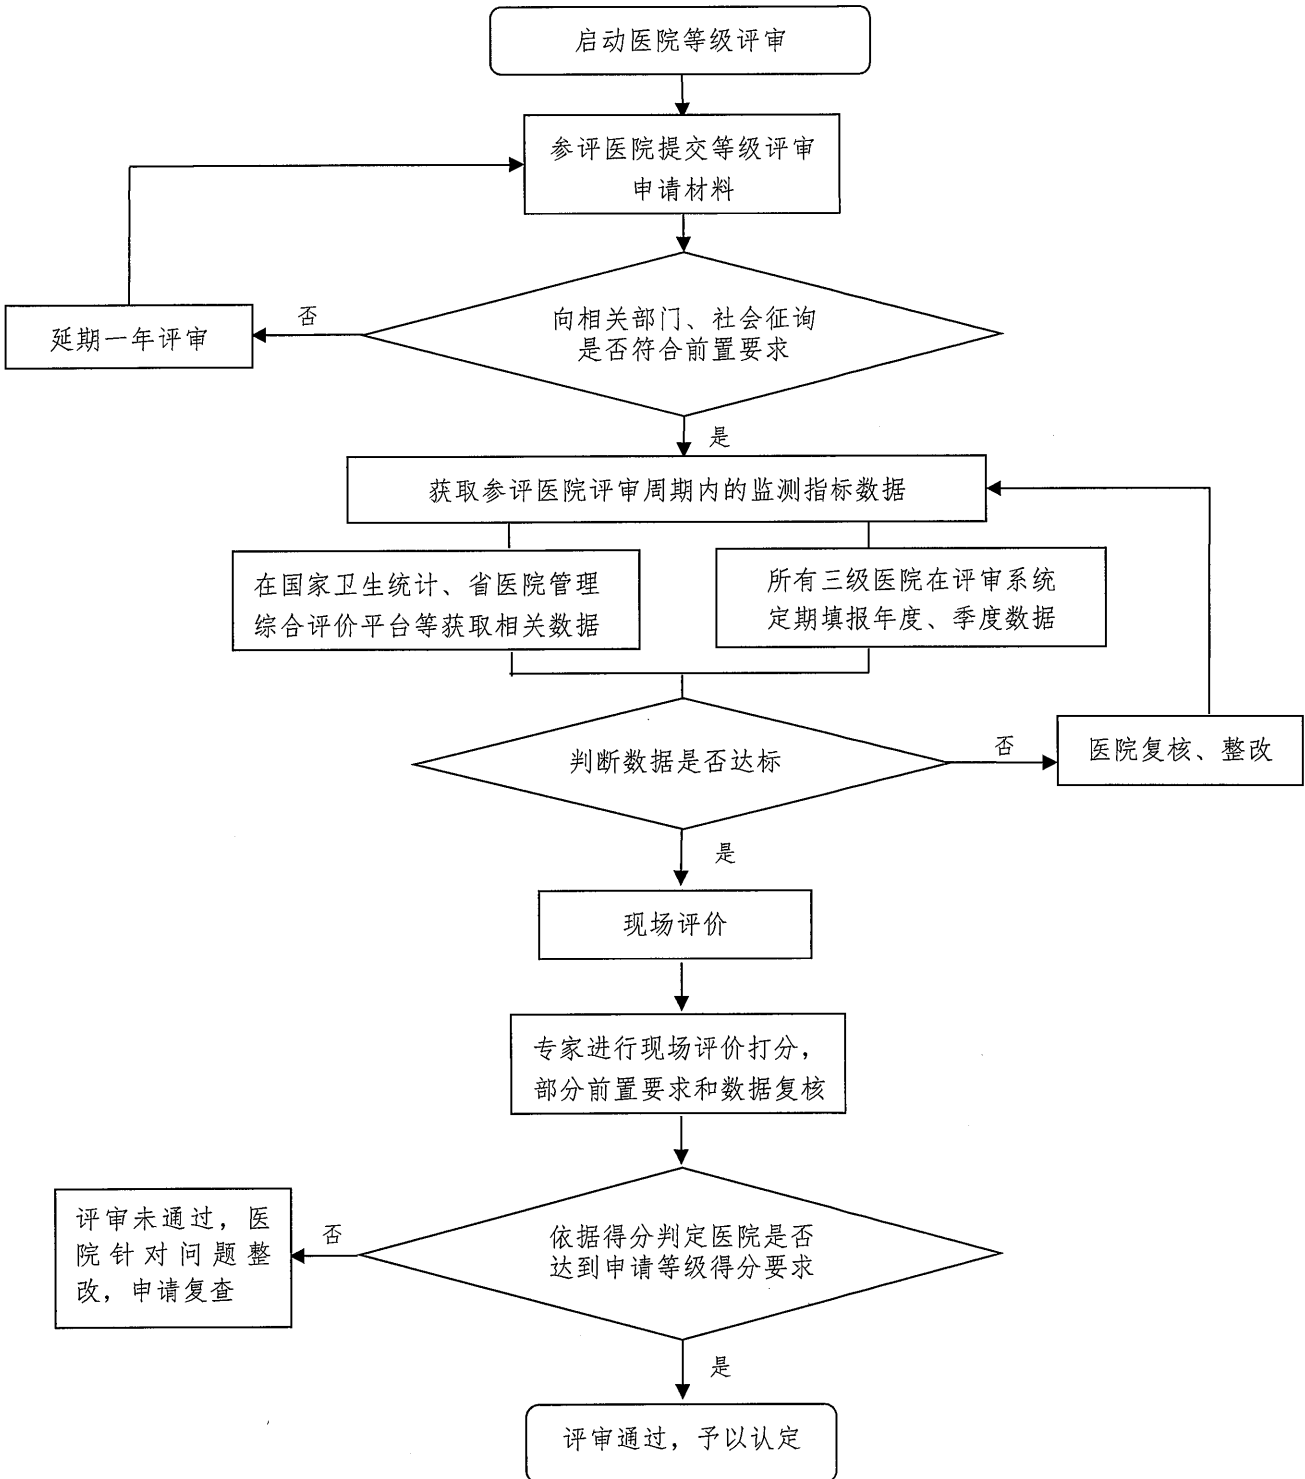 启动医院等级评审
参评医院提交等级评审
申请材料
向相关部门、社会征询
是否符合前置要求
否
延期一年评审
是
获取参评医院评审周期内的监测指标数据
在国家卫生统计、省医院管理
综合评价平台等获取相关数据
所有三级医院在评审系统
定期填报年度、季度数据
判断数据是否达标
否
医院复核、整改
是
现场评价
专家进行现场评价打分，
部分前置要求和数据复核
依据得分判定医院是否
达到申请等级得分要求
否
评审未通过，医
院针对问题整
改，申请复查
是
评审通过，予以认定